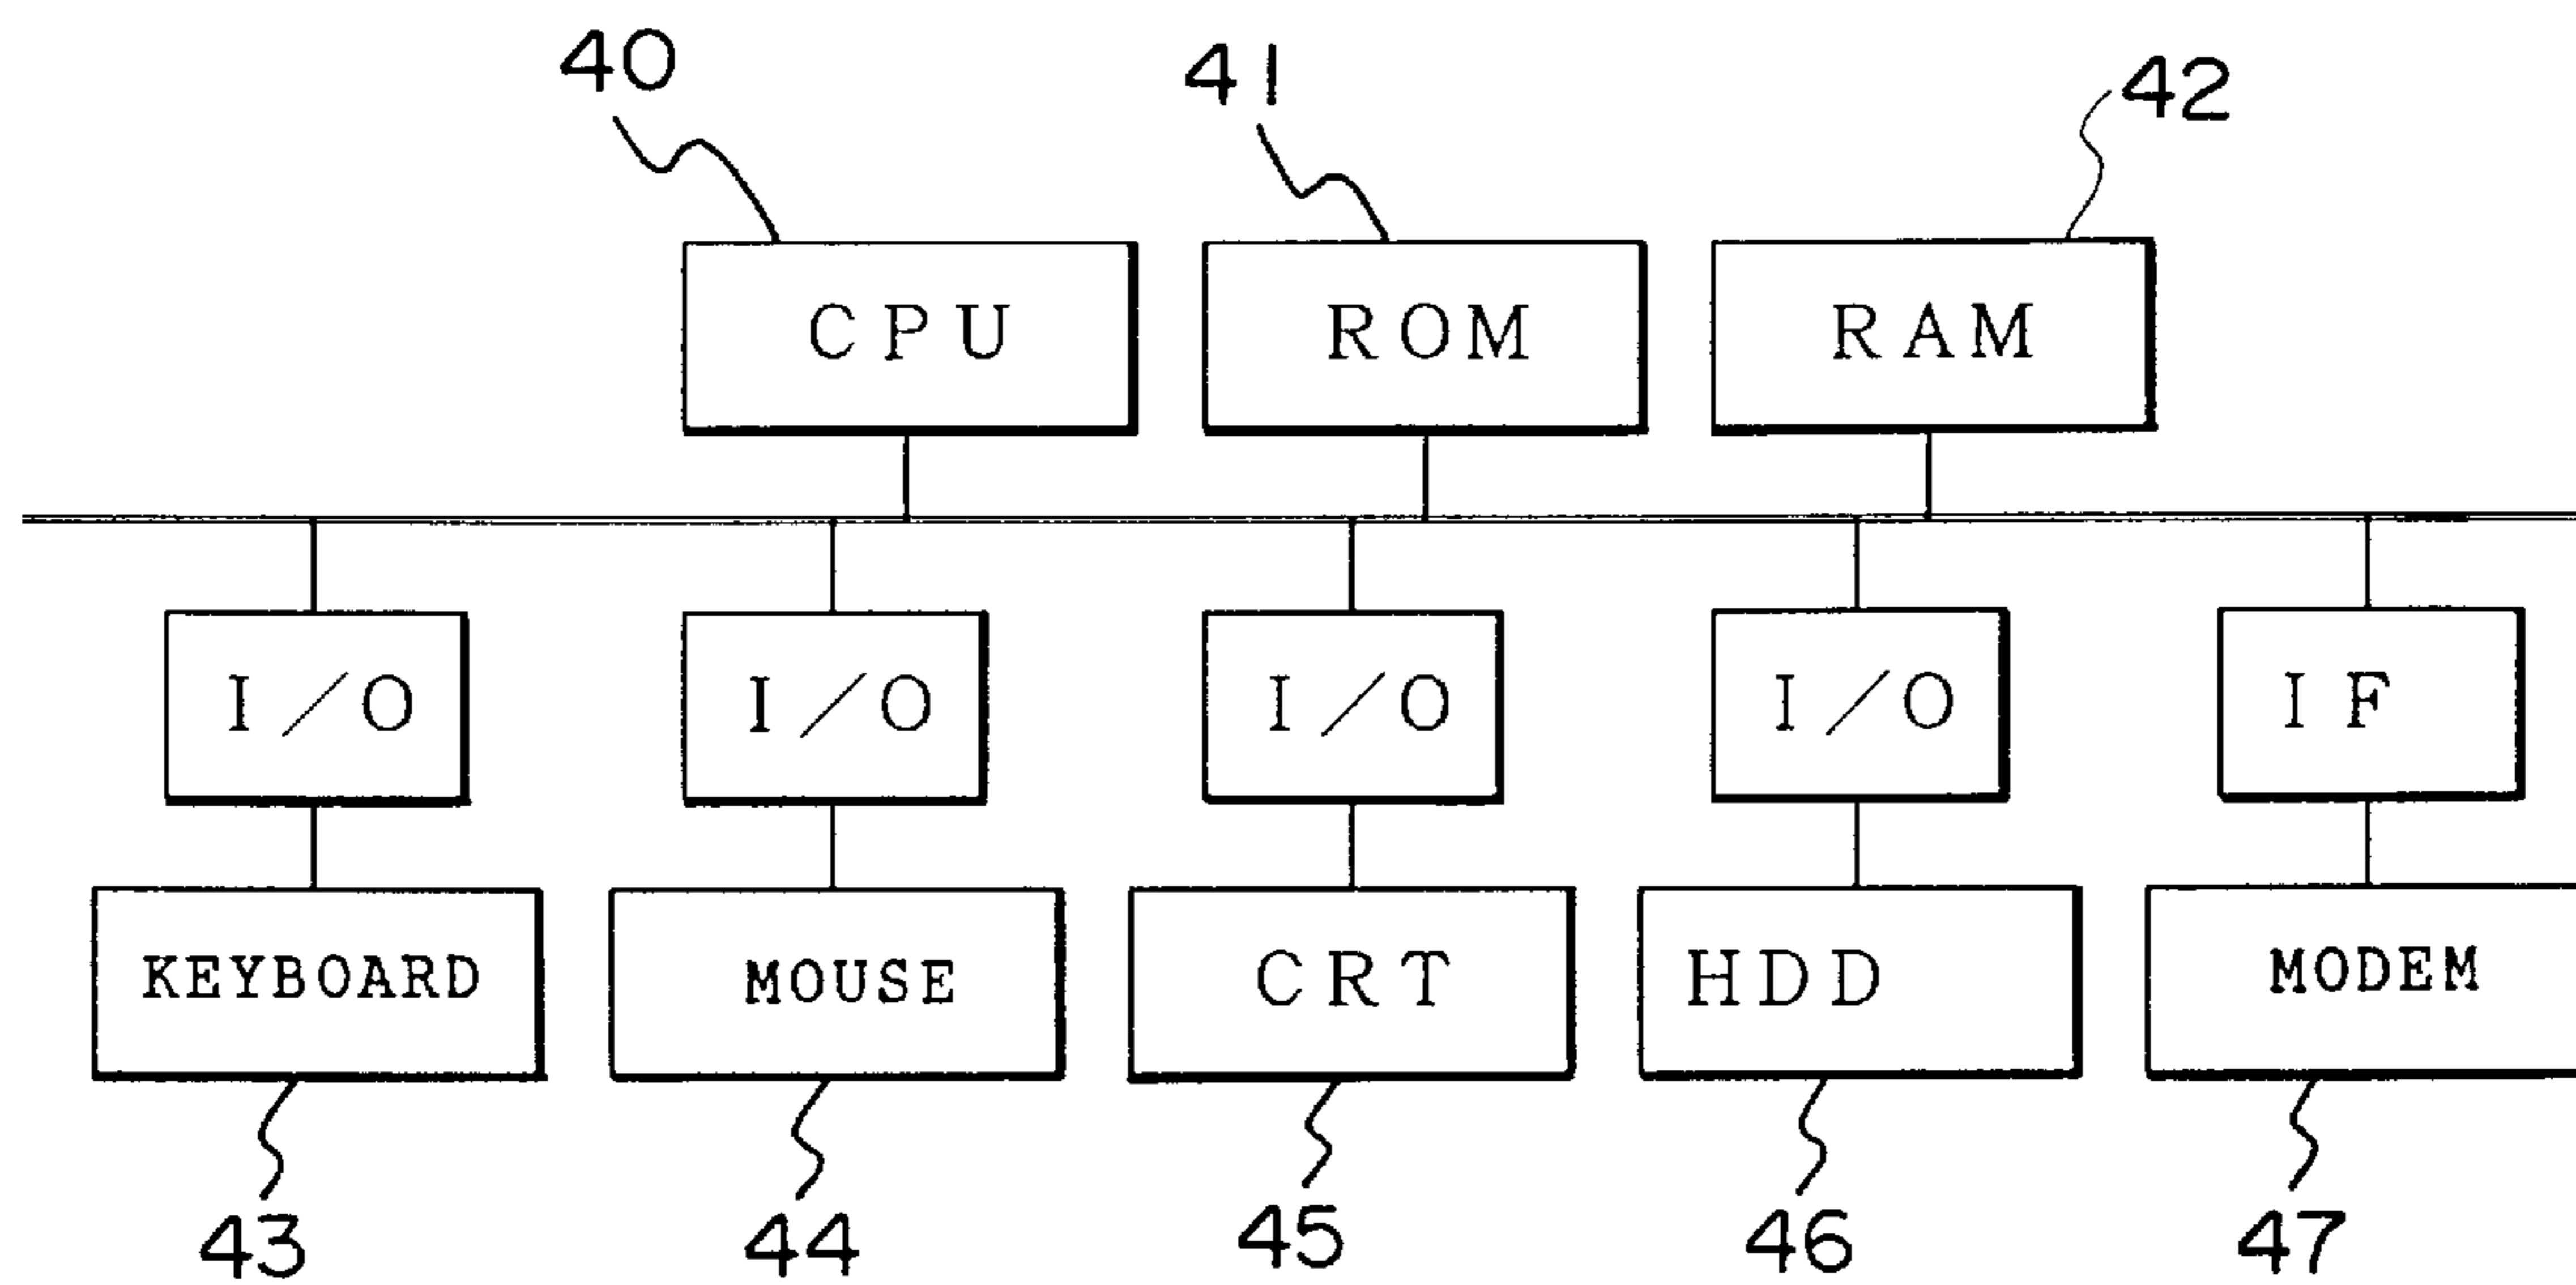 40 41 42
CPU ROM RAM
I/O I/O I/O I/O IF
KEYBOARD MOUSE CRT HDD MODEM
43 44 45 46 47